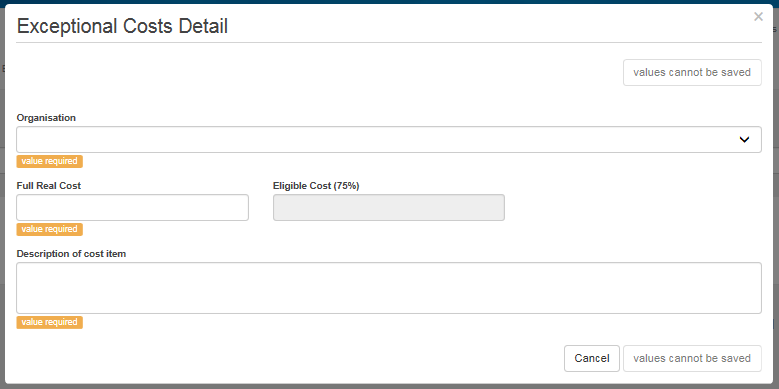 Exceptional Costs Detail
×
values cannot be saved
Organisation
value required
Full Real Cost
Eligible Cost (75%)
value required
Description of cost item
value required
Cancel
values cannot be saved